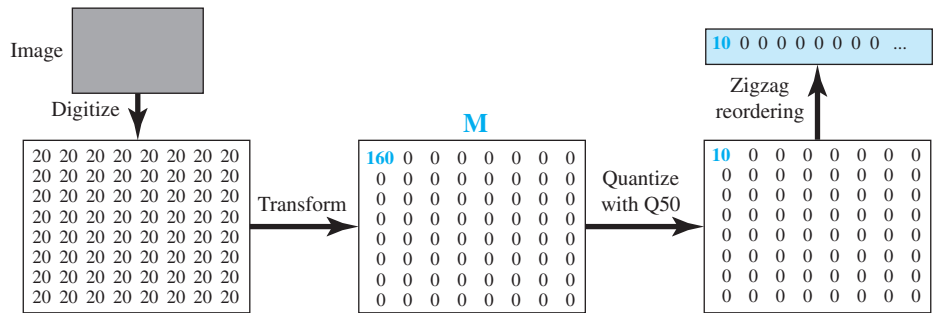 Image
Digitize
20 20 20 20 20 20 20 20
20 20 20 20 20 20 20 20
20 20 20 20 20 20 20 20
20 20 20 20 20 20 20 20
20 20 20 20 20 20 20 20
20 20 20 20 20 20 20 20
20 20 20 20 20 20 20 20
20 20 20 20 20 20 20 20
Transform
M
160 0 0 0 0 0 0 0
0 0 0 0 0 0 0 0
0 0 0 0 0 0 0 0
0 0 0 0 0 0 0 0
0 0 0 0 0 0 0 0
0 0 0 0 0 0 0 0
0 0 0 0 0 0 0 0
0 0 0 0 0 0 0 0
Quantize
with Q50
10 0 0 0 0 0 0 0
0 0 0 0 0 0 0 0
0 0 0 0 0 0 0 0
0 0 0 0 0 0 0 0
0 0 0 0 0 0 0 0
0 0 0 0 0 0 0 0
0 0 0 0 0 0 0 0
0 0 0 0 0 0 0 0
Zigzag
reordering
10 0 0 0 0 0 0 0 0 ...